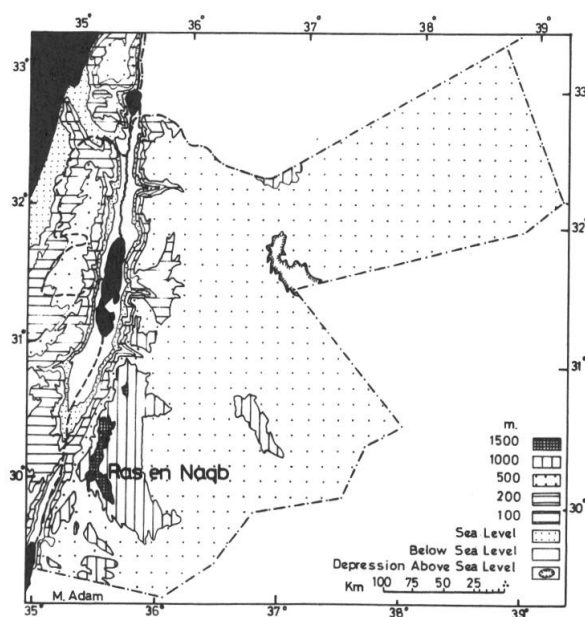 35° 36° 37° 38° 39°
33° 33°
32° 32°
31° 31°
30° 30°
Ras en Naqb
m.
1500
1000
500
200
100
Sea Level
Below Sea Level
Depression Above Sea Level
Km 100 75 50 25
M. Adam
35° 36° 37° 38° 39°